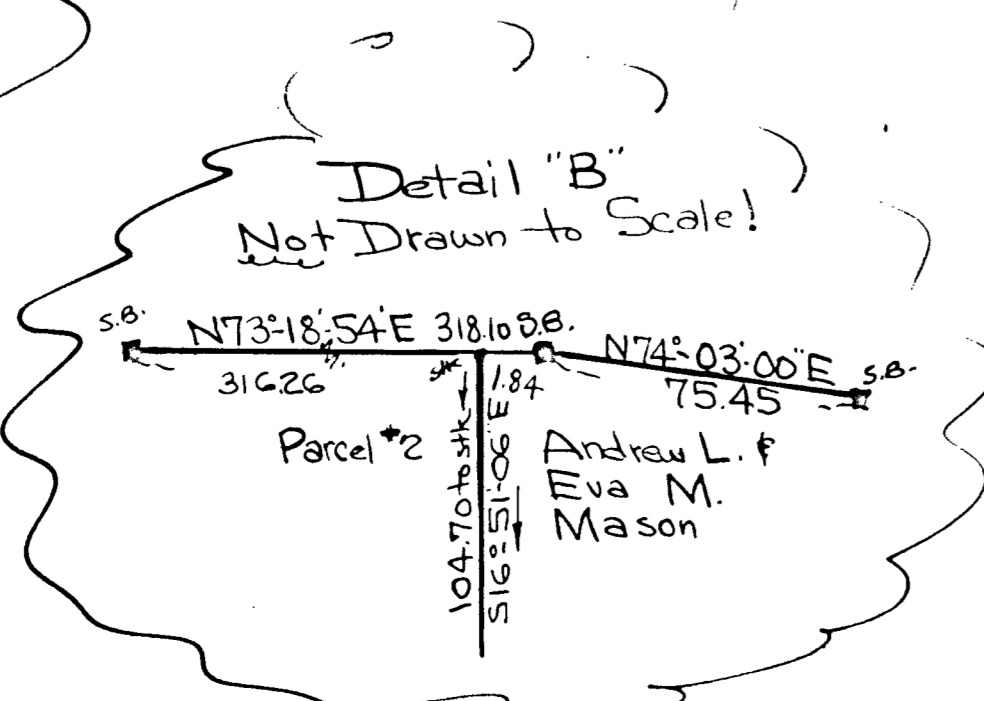 Detail "B"
Not Drawn to Scale!
S.B.
N73°-18'-54"E 318.10 S.B.
N74°-03'-00"E
S.B.
316.26
stk
1.84
75.45
Parcel #2
104.70 to stk
S16°-51'-06"E
Andrew L. &
Eva M.
Mason